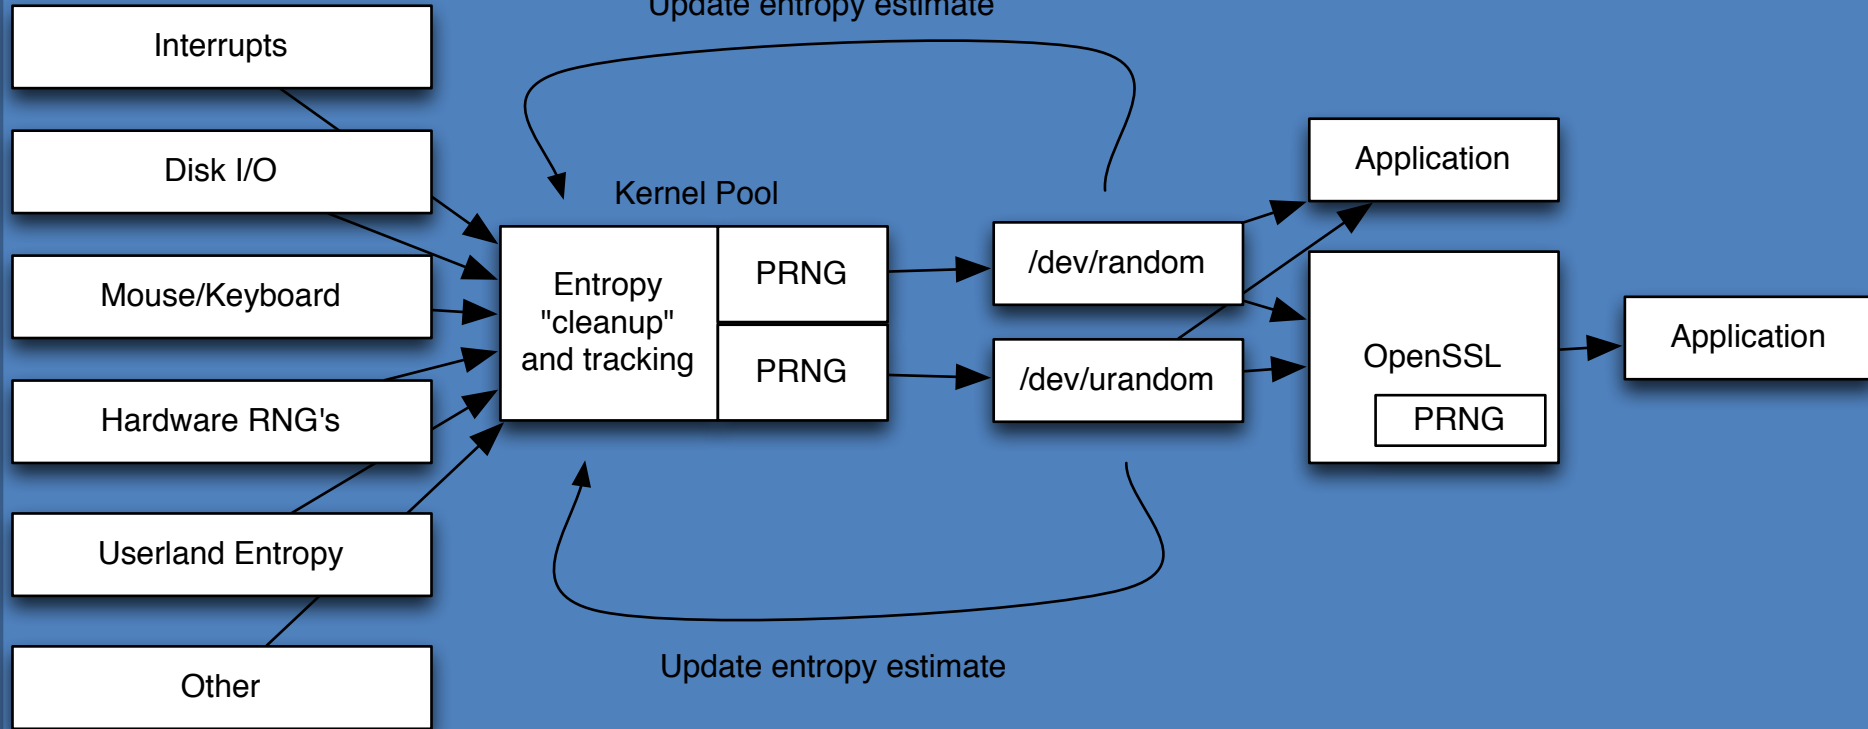 Update entropy estimate
Interrupts
Disk I/O
Mouse/Keyboard
Hardware RNG's
Userland Entropy
Other
Kernel Pool
Entropy
"cleanup"
and tracking
PRNG
PRNG
/dev/random
/dev/urandom
Application
OpenSSL
PRNG
Application
Update entropy estimate